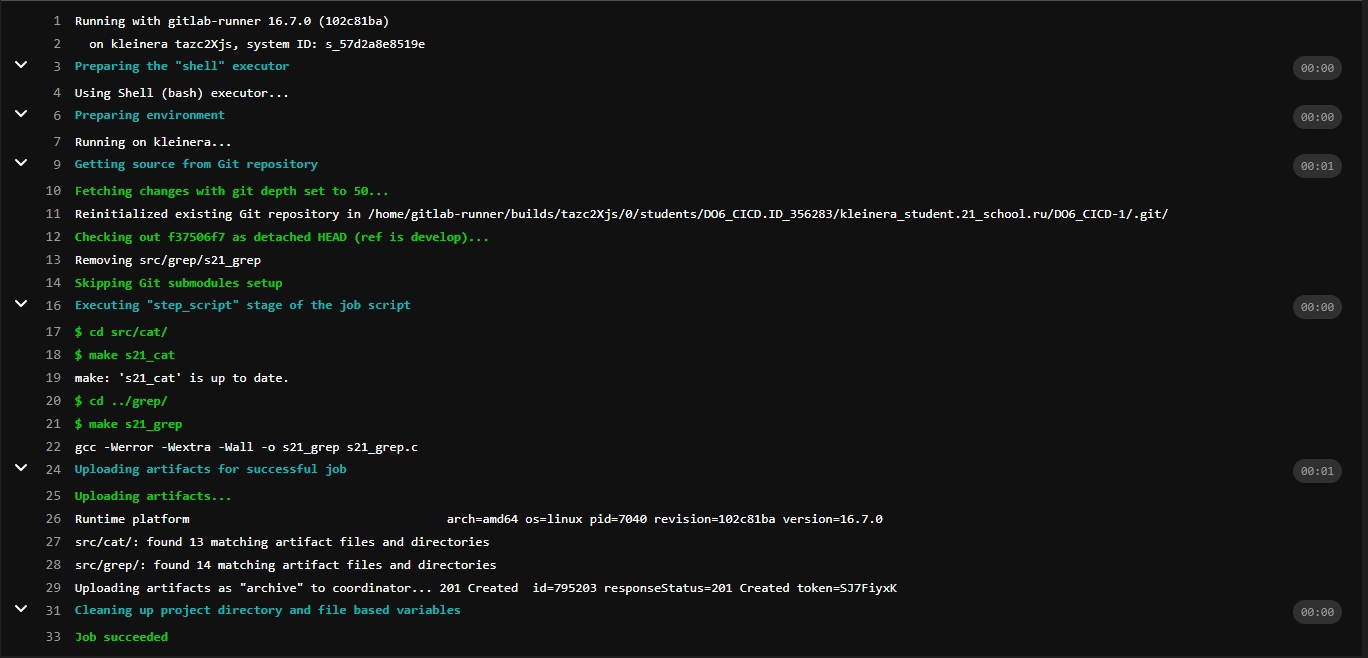 1 Running with gitlab-runner 16.7.0 (102c81ba)
2 on kleinera tazc2Xjs, system ID: s_57d2a8e8519e
3 Preparing the "shell" executor 00:00
4 Using Shell (bash) executor...
6 Preparing environment 00:00
7 Running on kleinera...
9 Getting source from Git repository 00:01
10 Fetching changes with git depth set to 50...
11 Reinitialized existing Git repository in /home/gitlab-runner/builds/tazc2Xjs/0/students/DO6_CICD.ID_356283/kleinera_student.21_school.ru/DO6_CICD-1/.git/
12 Checking out f37506f7 as detached HEAD (ref is develop)...
13 Removing src/grep/s21_grep
14 Skipping Git submodules setup
16 Executing "step_script" stage of the job script 00:00
17 $ cd src/cat/
18 $ make s21_cat
19 make: 's21_cat' is up to date.
20 $ cd ../grep/
21 $ make s21_grep
22 gcc -Werror -Wextra -Wall -o s21_grep s21_grep.c
24 Uploading artifacts for successful job 00:01
25 Uploading artifacts...
26 Runtime platform arch=amd64 os=linux pid=7040 revision=102c81ba version=16.7.0
27 src/cat/: found 13 matching artifact files and directories
28 src/grep/: found 14 matching artifact files and directories
29 Uploading artifacts as "archive" to coordinator... 201 Created id=795203 responseStatus=201 Created token=SJ7FiyxK
31 Cleaning up project directory and file based variables 00:00
33 Job succeeded